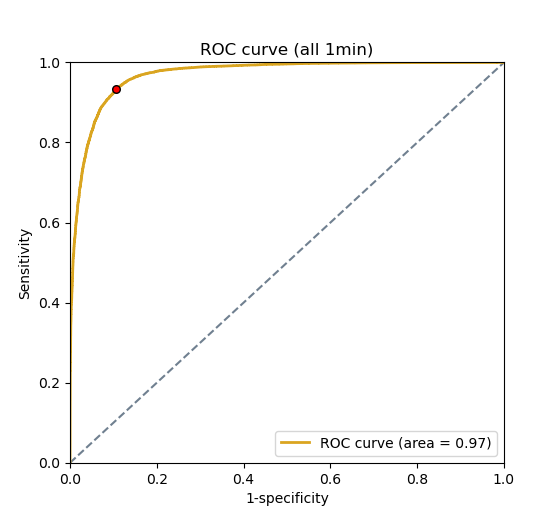 ROC curve (all 1min)
1.0
0.8
0.6
0.4
0.2
0.0
Sensitivity
0.0 0.2 0.4 0.6 0.8 1.0
1-specificity
ROC curve (area = 0.97)